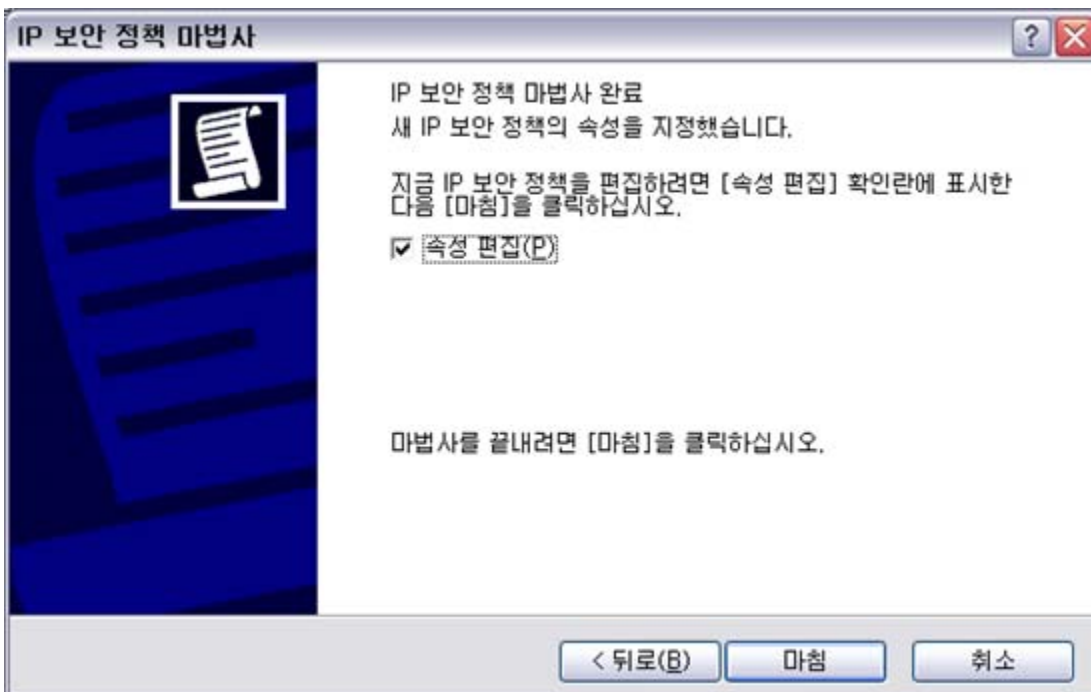 IP 보안 정책 마법사
IP 보안 정책 마법사 완료
새 IP 보안 정책의 속성을 지정했습니다.
지금 IP 보안 정책을 편집하려면 [속성 편집] 확인란에 표시한
다음 [마침]을 클릭하십시오.
속성 편집(P)
마법사를 끝내려면 [마침]을 클릭하십시오.
< 뒤로(B) 마침 취소